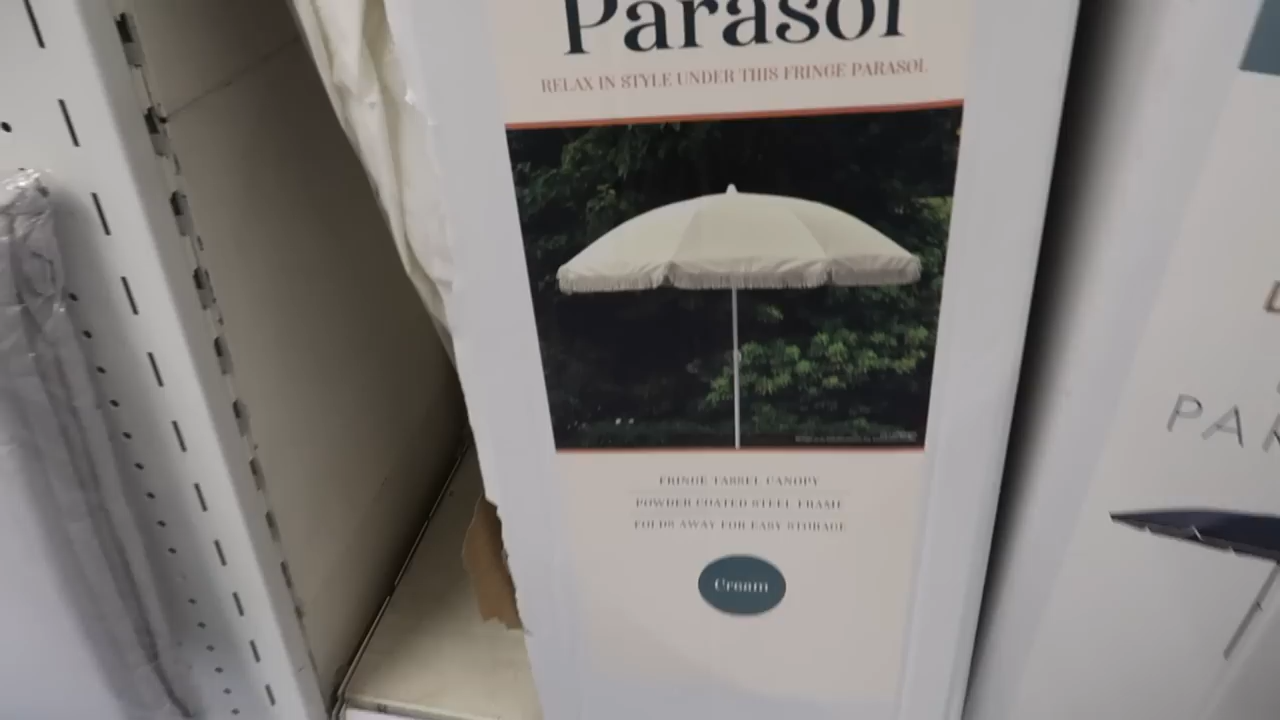 Parasol
RELAX IN STYLE UNDER THIS FRINGE PARASOL
FRINGE TASSEL CANOPY
POWDER COATED STEEL FRAME
FOLDS AWAY FOR EASY STORAGE
Cream
PAR